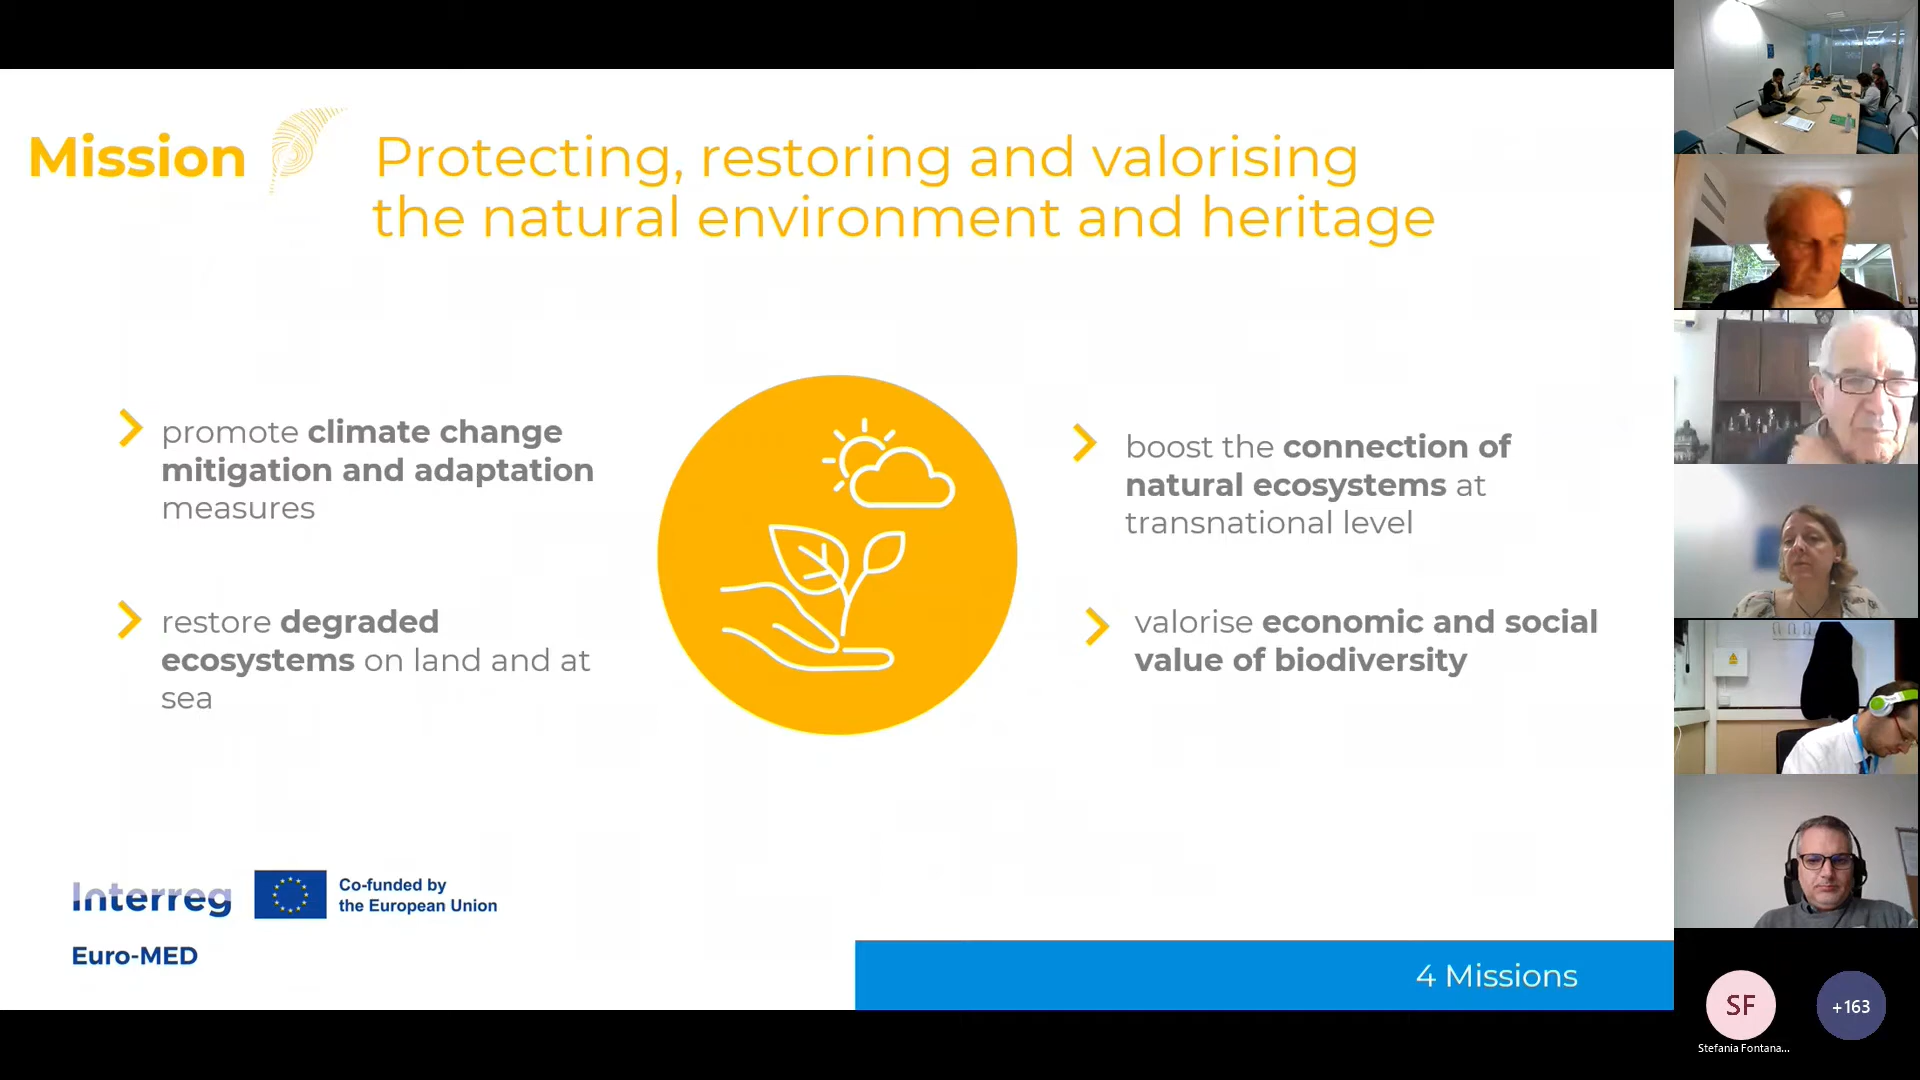 Mission
Protecting, restoring and valorising
the natural environment and heritage
promote climate change
mitigation and adaptation
measures
restore degraded
ecosystems on land and at
sea
boost the connection of
natural ecosystems at
transnational level
valorise economic and social
value of biodiversity
Interreg
Co-funded by
the European Union
Euro-MED
4 Missions
SF
+163
Stefania Fontana...